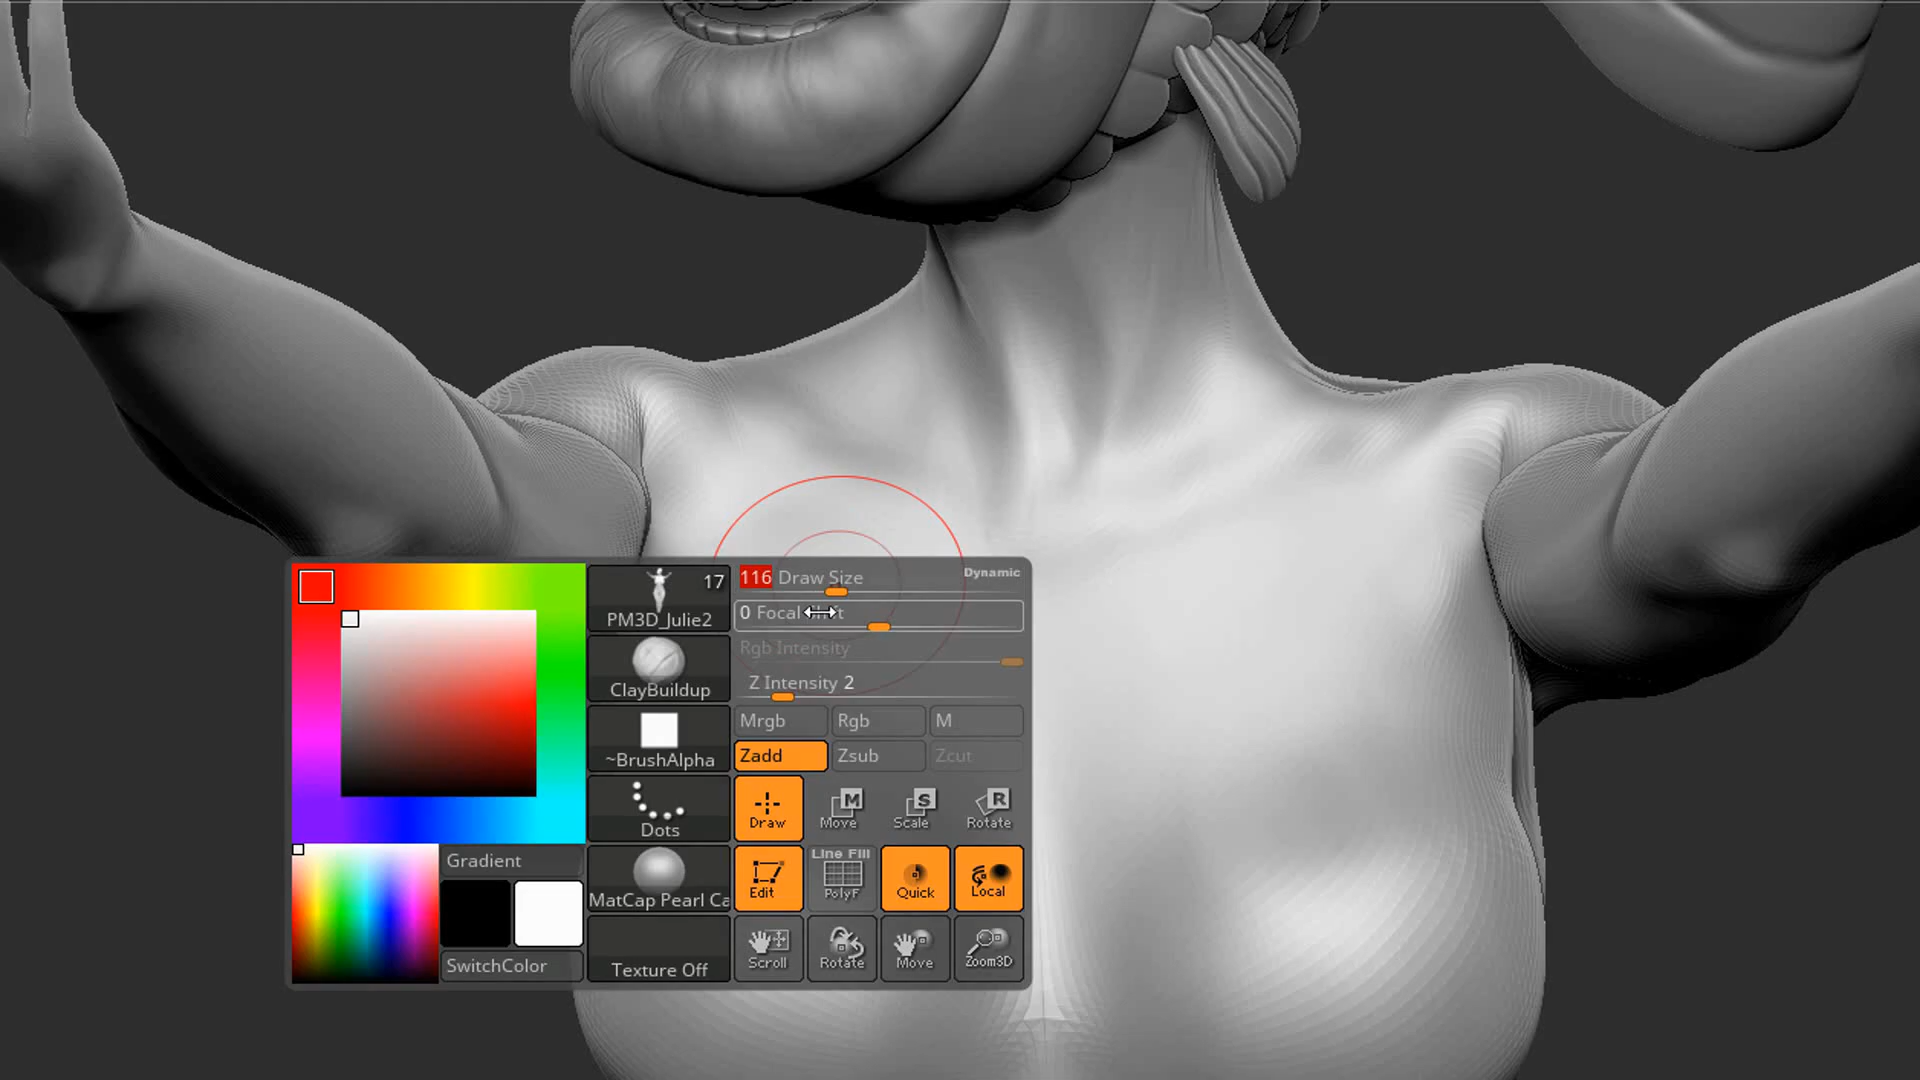 17
PM3D_Julie2
116 Draw Size
Dynamic
0 Focal
Rgb Intensity
ClayBuildup
Z Intensity 2
Mrgb
Rgb
M
~BrushAlpha
Zadd
Zsub
Zcut
Dots
Draw
M
Move
S
Scale
R
Rotate
Gradient
MatCap Pearl Ca
Edit
Line Fill
PolyF
Quick
Local
SwitchColor
Texture Off
Scroll
Rotate
Move
Zoom3D